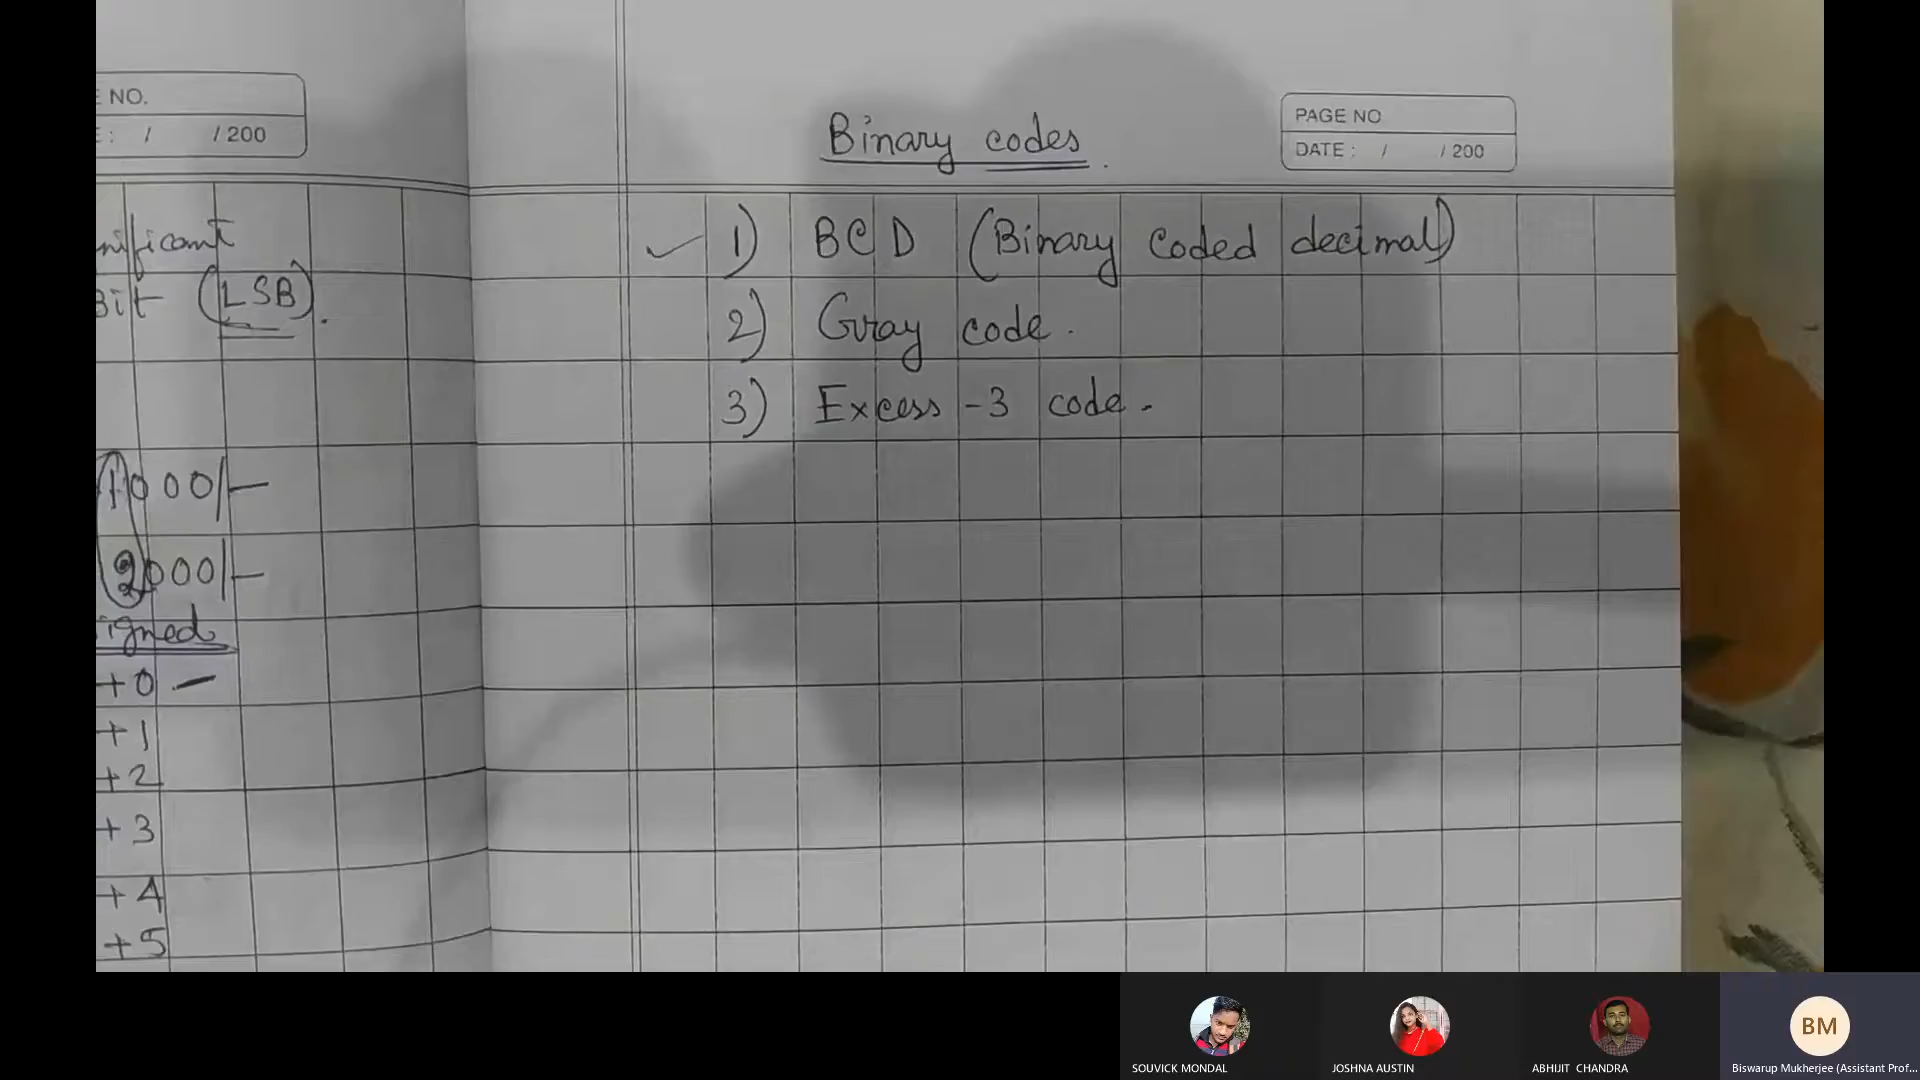 E NO.
E : / / 200
nificant
Bit (LSB).
1000/-
2000/-
igned
+0 -
+1
+2
+3
+4
+5
Binary codes.
PAGE NO
DATE : / / 200
1) BCD (Binary Coded decimal)
2) Gray code.
3) Excess -3 code.
SOUVICK MONDAL
JOSHNA AUSTIN
ABHIJIT CHANDRA
BM
Biswarup Mukherjee (Assistant Prof...